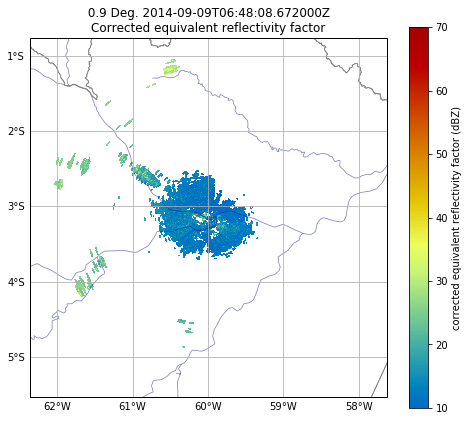 0.9 Deg. 2014-09-09T06:48:08.672000Z
Corrected equivalent reflectivity factor
1°S
2°S
3°S
4°S
5°S
62°W 61°W 60°W 59°W 58°W
70
60
50
40
30
20
10
corrected equivalent reflectivity factor (dBZ)